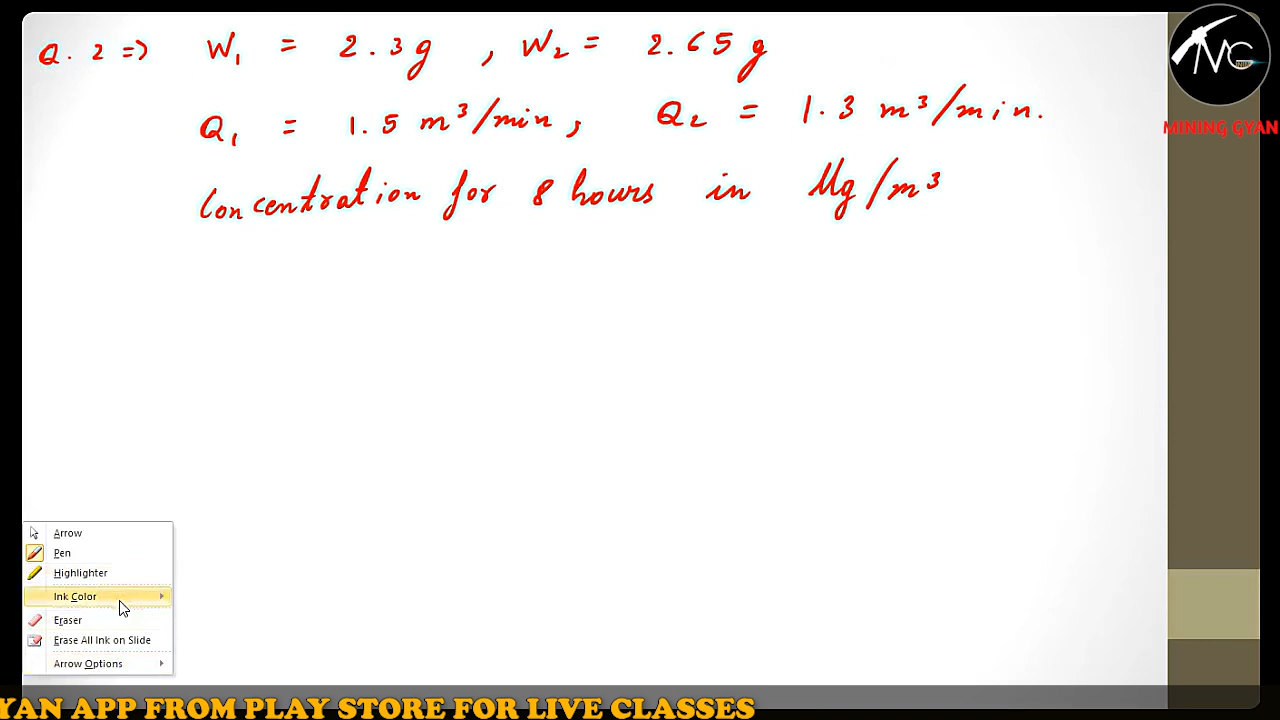 Q. 2 => W₁ = 2.3g , W₂ = 2.65 g
Q₁ = 1.5 m³/min, Q₂ = 1.3 m³/min.
Concentration for 8 hours in Mg/m³
MG
MINING GYAN
Arrow
Pen
Highlighter
Ink Color
Eraser
Erase All Ink on Slide
Arrow Options
YAN APP FROM PLAY STORE FOR LIVE CLASSES